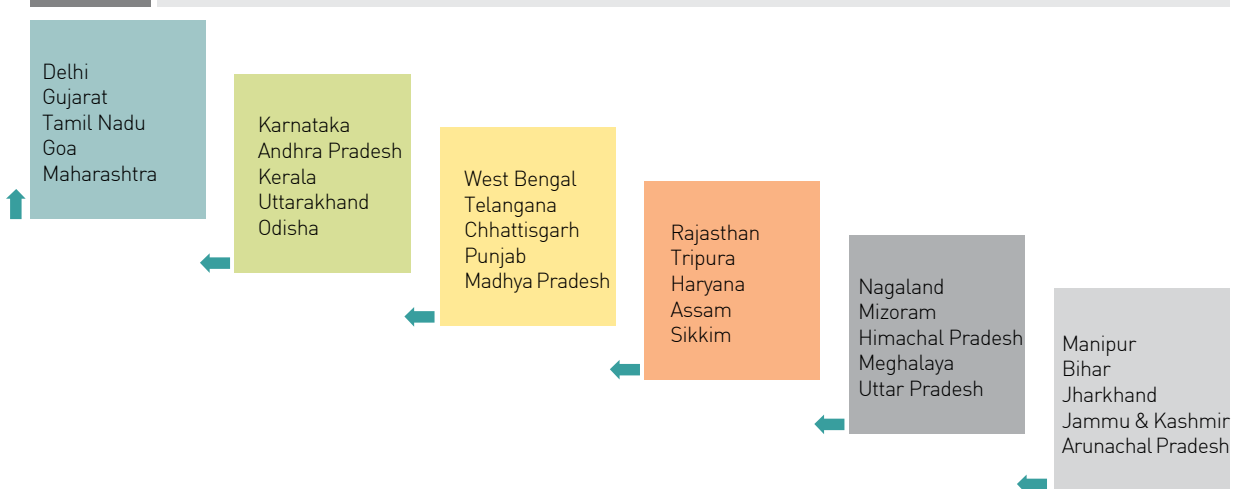 Delhi
Gujarat
Tamil Nadu
Goa
Maharashtra
Karnataka
Andhra Pradesh
Kerala
Uttarakhand
Odisha
West Bengal
Telangana
Chhattisgarh
Punjab
Madhya Pradesh
Rajasthan
Tripura
Haryana
Assam
Sikkim
Nagaland
Mizoram
Himachal Pradesh
Meghalaya
Uttar Pradesh
Manipur
Bihar
Jharkhand
Jammu & Kashmir
Arunachal Pradesh